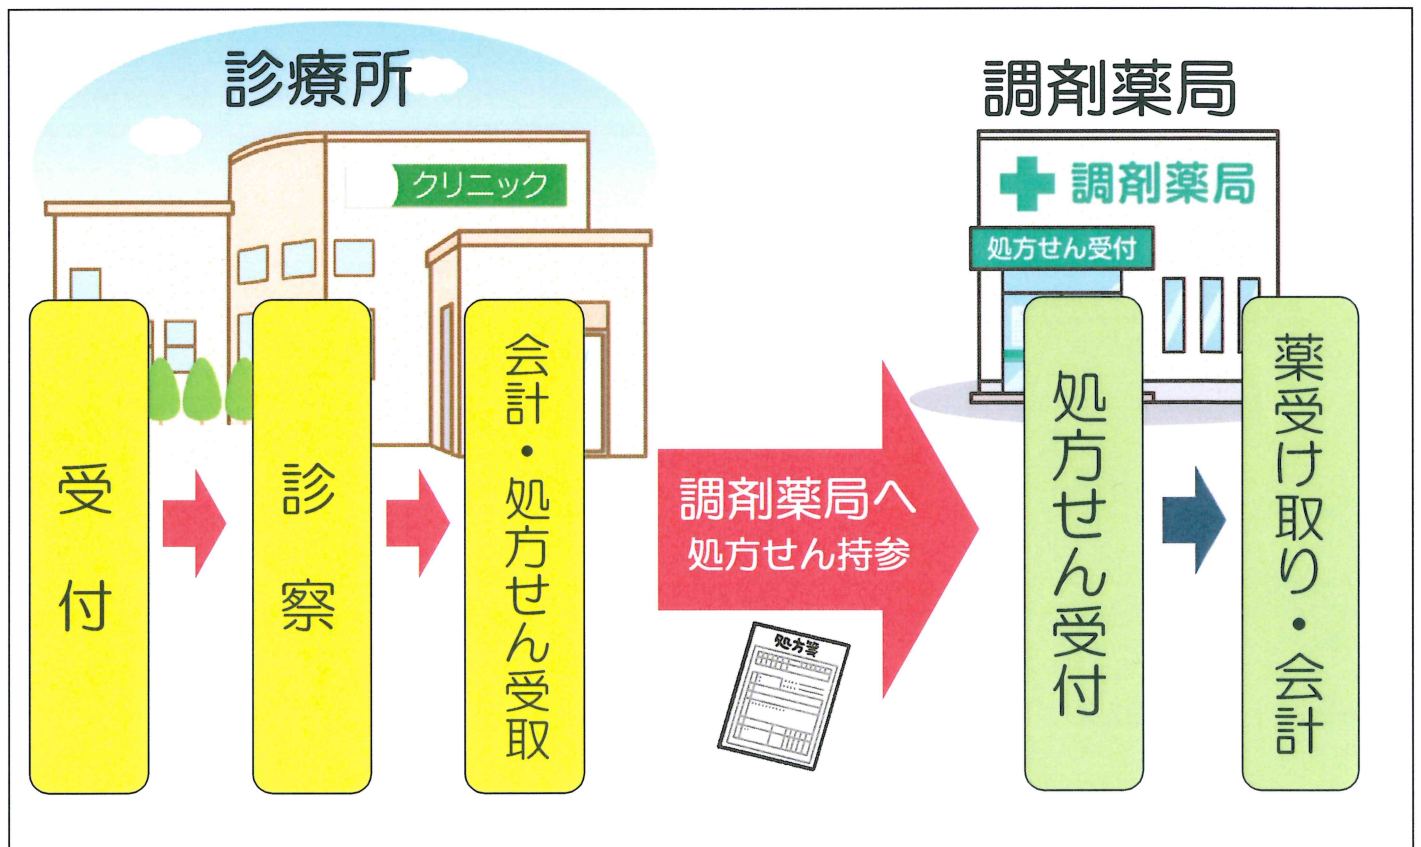 診療所
クリニック
受付
診察
会計・処方せん受取
調剤薬局へ
処方せん持参
処方箋
調剤薬局
調剤薬局
処方せん受付
処方せん受付
薬受け取り・会計